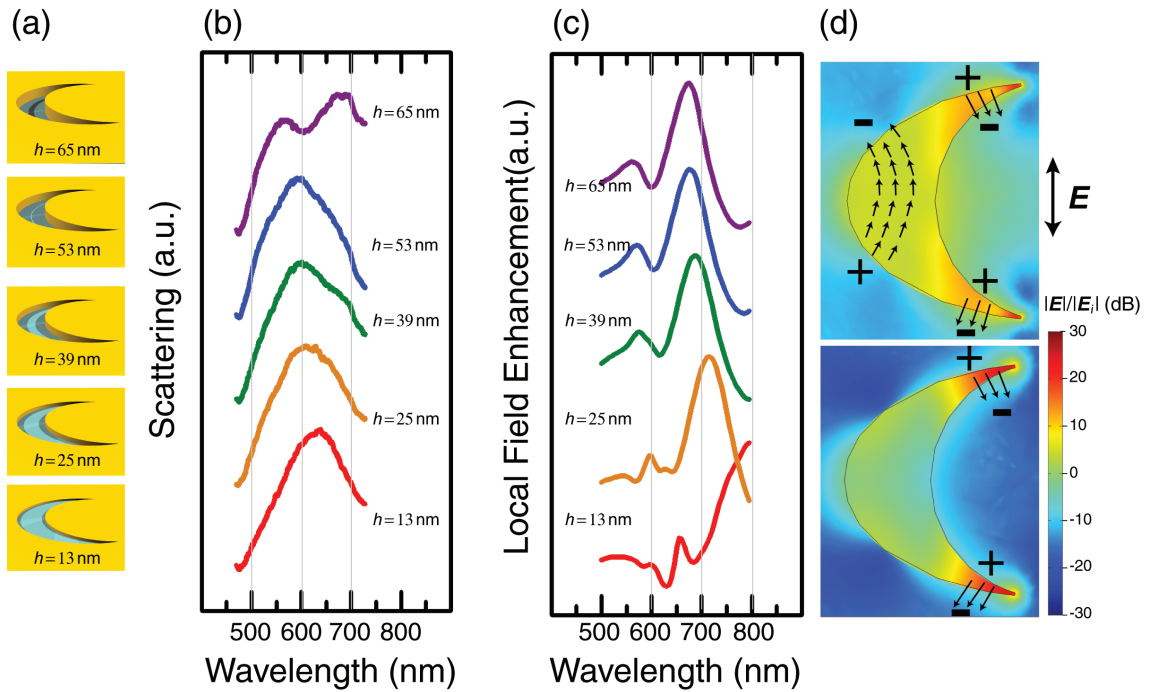 (a)
h=65 nm
h=53 nm
h=39 nm
h=25 nm
h=13 nm
(b)
Scattering (a.u.)
h=65 nm
h=53 nm
h=39 nm
h=25 nm
h=13 nm
500 600 700 800
Wavelength (nm)
(c)
Local Field Enhancement(a.u.)
h=65 nm
h=53 nm
h=39 nm
h=25 nm
h=13 nm
500 600 700 800
Wavelength (nm)
(d)
+
−
−
E
+
+
−
|E|/|Eᵢ| (dB)
30
20
10
0
-10
-20
-30
+
−
+
−